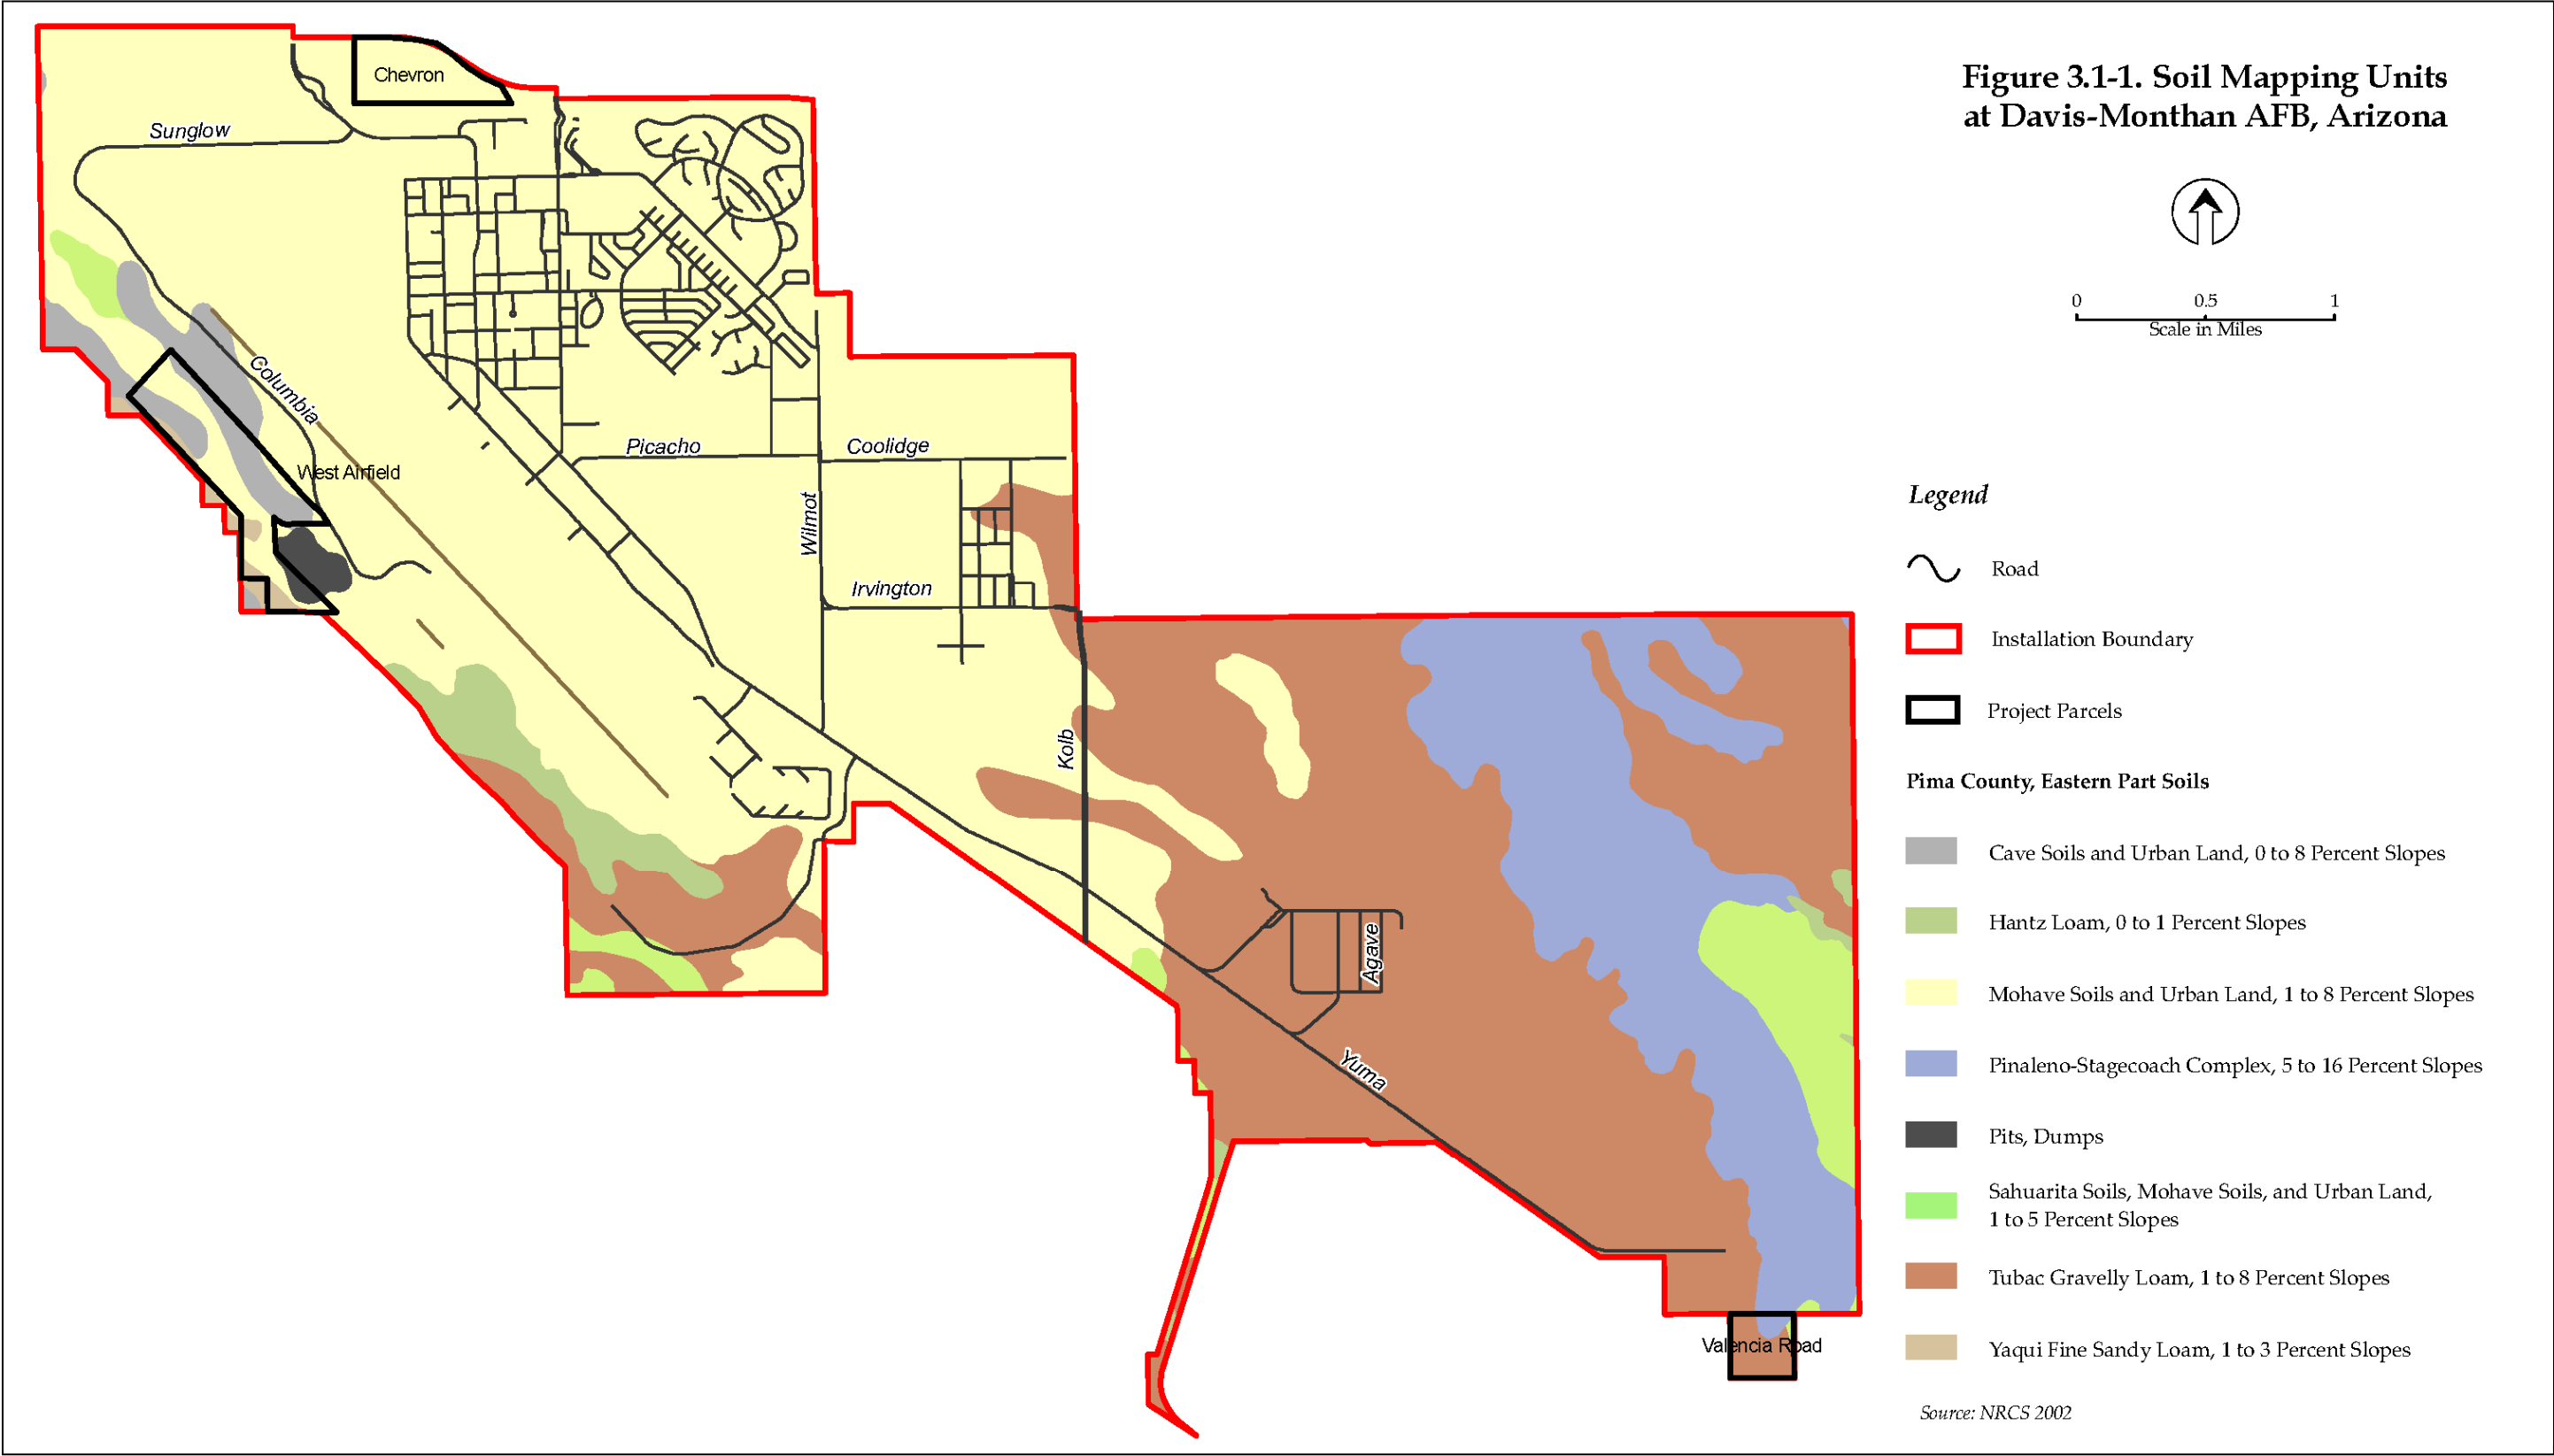 Figure 3.1-1. Soil Mapping Units
at Davis-Monthan AFB, Arizona
0 0.5 1
Scale in Miles
Chevron
Sunglow
Columbia
West Airfield
Picacho
Coolidge
Wilmot
Irvington
Kolb
Agave
Yuma
Valencia Road
Legend
Road
Installation Boundary
Project Parcels
Pima County, Eastern Part Soils
Cave Soils and Urban Land, 0 to 8 Percent Slopes
Hantz Loam, 0 to 1 Percent Slopes
Mohave Soils and Urban Land, 1 to 8 Percent Slopes
Pinaleno-Stagecoach Complex, 5 to 16 Percent Slopes
Pits, Dumps
Sahuarita Soils, Mohave Soils, and Urban Land,
1 to 5 Percent Slopes
Tubac Gravelly Loam, 1 to 8 Percent Slopes
Yaqui Fine Sandy Loam, 1 to 3 Percent Slopes
Source: NRCS 2002